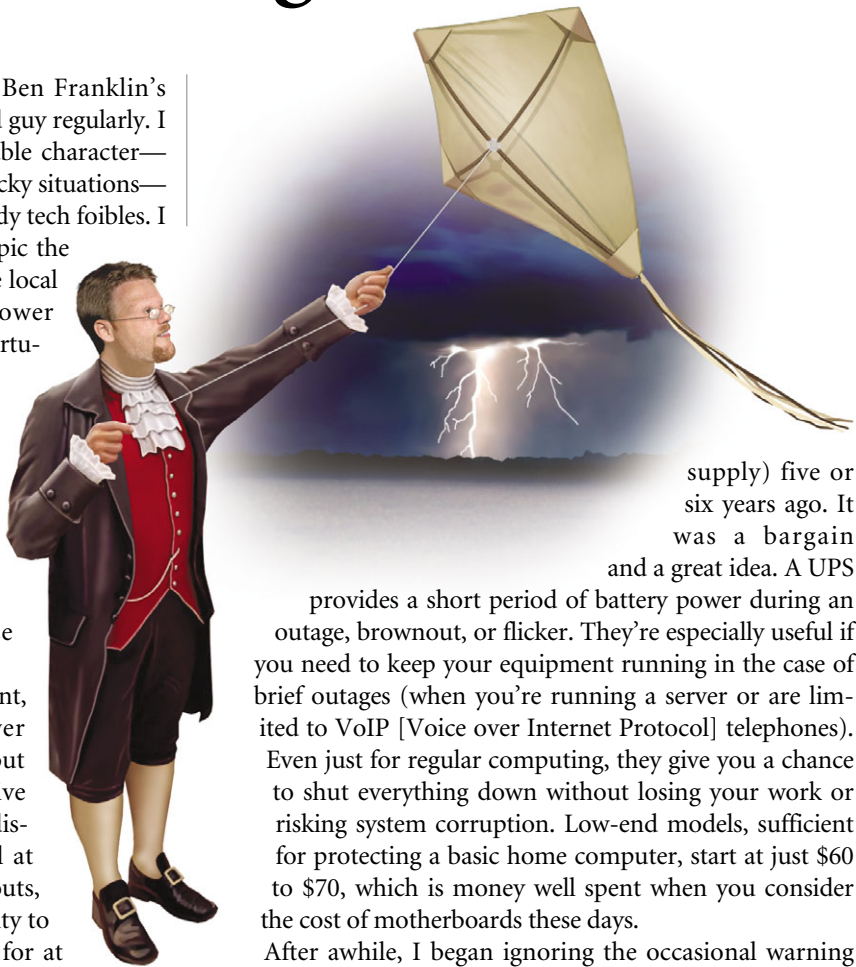 Ben Franklin's
guy regularly. I
ble character—
cky situations—
dy tech foibles. I
pic the
local
ower
rtu-
e
nt,
ver
out
ive
dis-
at
outs,
ity to
for at
supply) five or
six years ago. It
was a bargain
and a great idea. A UPS
provides a short period of battery power during an
outage, brownout, or flicker. They're especially useful if
you need to keep your equipment running in the case of
brief outages (when you're running a server or are lim-
ited to VoIP [Voice over Internet Protocol] telephones).
Even just for regular computing, they give you a chance
to shut everything down without losing your work or
risking system corruption. Low-end models, sufficient
for protecting a basic home computer, start at just $60
to $70, which is money well spent when you consider
the cost of motherboards these days.
After awhile, I began ignoring the occasional warning